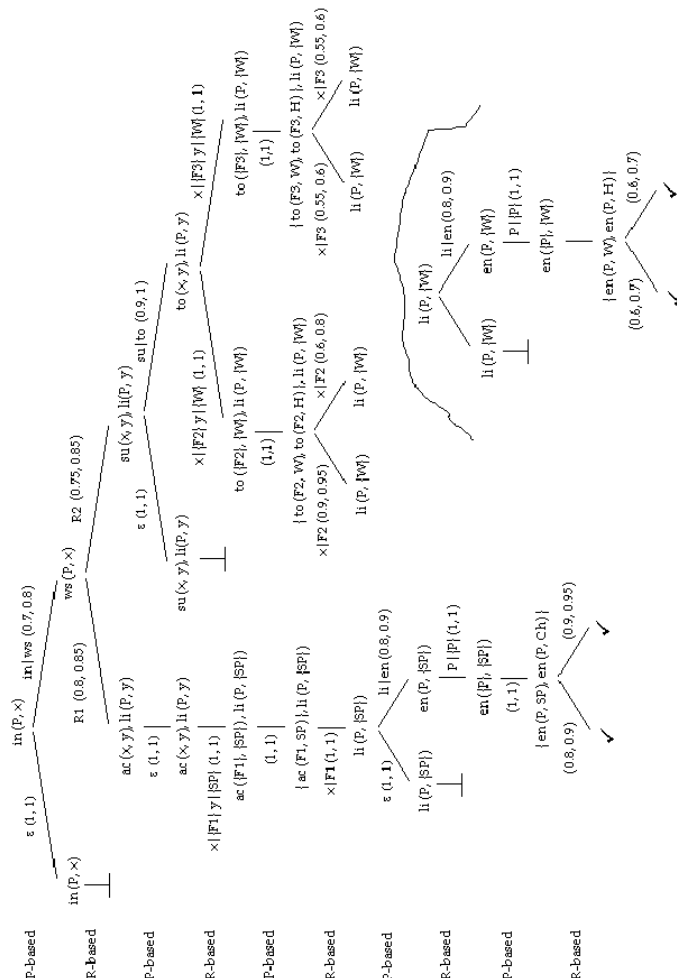 P-based
in (P, x)
ε (1, 1)
in | ws (0.7, 0.8)
R-based
in (P, x)
ws (P, x)
R1 (0.8, 0.85)
R2 (0.75, 0.85)
P-based
ac (x, y), li (P, y)
su (x, y), li(P, y)
ε (1, 1)
ε (1, 1)
su | to (0.9, 1)
R-based
ac (x, y), li (P, y)
su (x, y), li(P, y)
to (x, y), li (P, y)
x | {F1} y | {SP} (1, 1)
x | {F2} y | {W} (1, 1)
x | {F3} y | {W} (1, 1)
P-based
ac ({F1}, {SP}), li (P, {SP})
to ({F2}, {W}), li (P, {W})
to ({F3}, {W}), li (P, {W})
(1, 1)
(1,1)
(1,1)
R-based
{ ac (F1, SP) }, li (P, {SP})
{ to (F2, W), to (F2, H) }, li (P, {W})
{ to (F3, W), to (F3, H) }, li (P, {W})
x | F1 (1, 1)
x | F2 (0.9, 0.95)
x | F2 (0.6, 0.8)
x | F3 (0.55, 0.6)
x | F3 (0.55, 0.6)
P-based
li (P, {SP})
li (P, {W})
li (P, {W})
li (P, {W})
li (P, {W})
ε (1, 1)
li | en (0.8, 0.9)
R-based
li (P, {SP})
en (P, {SP})
P | {P} (1, 1)
P-based
en ({P}, {SP})
(1, 1)
R-based
{ en (P, SP), en (P, Ch) }
(0.8, 0.9)
(0.9, 0.95)
li (P, {W})
li | en (0.8, 0.9)
li (P, {W})
en (P, {W})
P | {P} (1, 1)
en ({P}, {W})
{ en (P, W), en (P, H) }
(0.6, 0.7)
(0.6, 0.7)